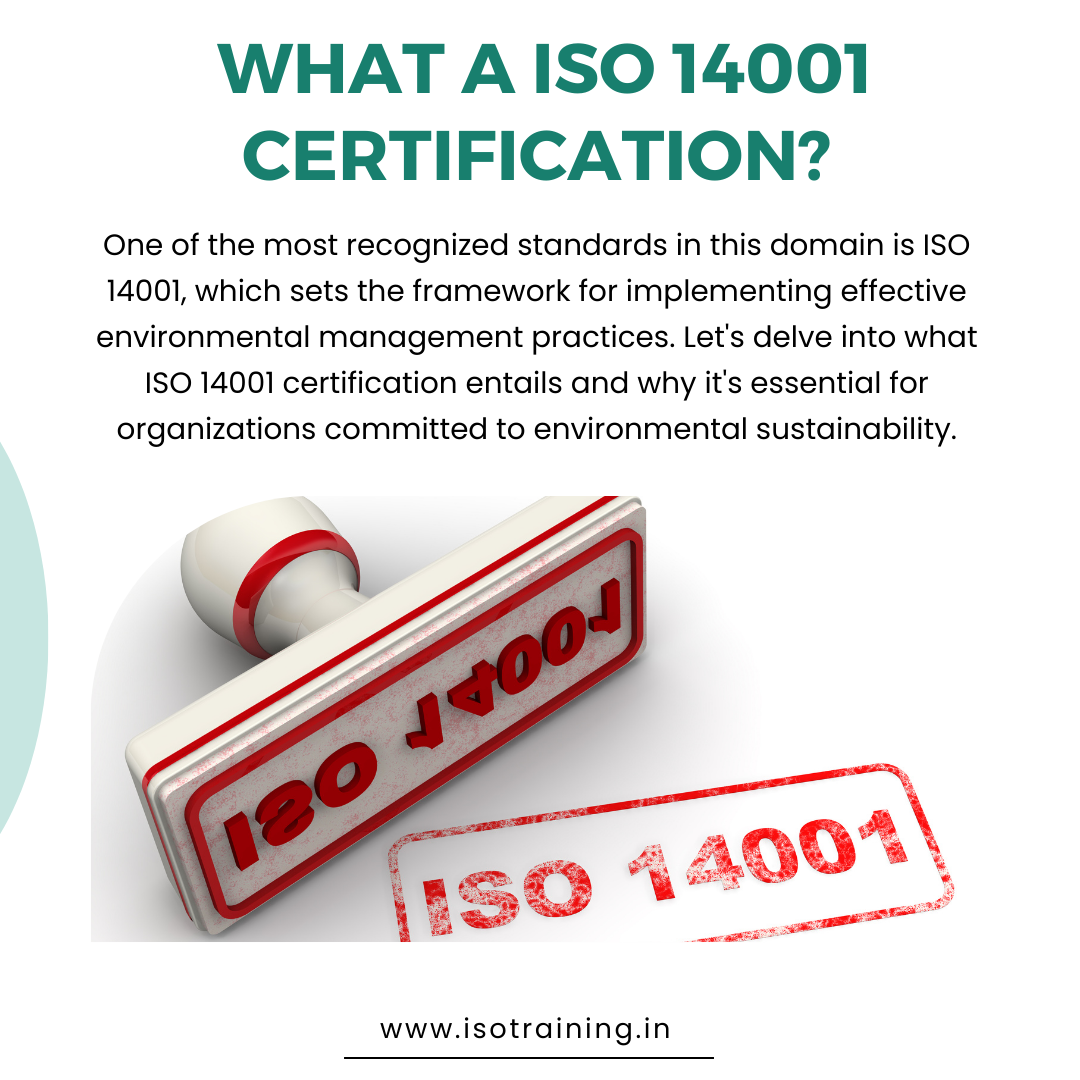 WHAT A ISO 14001
CERTIFICATION?
One of the most recognized standards in this domain is ISO
14001, which sets the framework for implementing effective
environmental management practices. Let's delve into what
ISO 14001 certification entails and why it's essential for
organizations committed to environmental sustainability.
ISO 14001
ISO 14001
www.isotraining.in